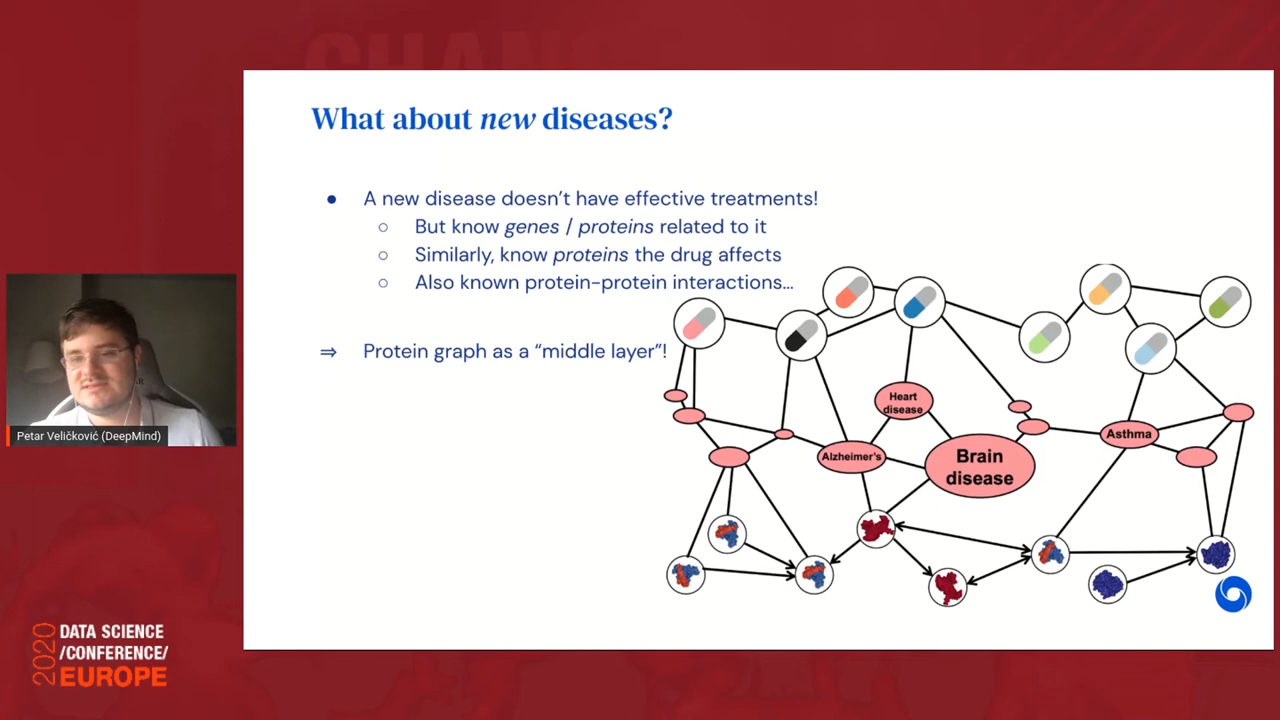 CHAN
What about new diseases?
● A new disease doesn't have effective treatments!
○ But know genes / proteins related to it
○ Similarly, know proteins the drug affects
○ Also known protein-protein interactions...
⇒ Protein graph as a “middle layer”!
Heart
disease
Alzheimer's
Brain
disease
Asthma
Petar Veličković (DeepMind)
2020
DATA SCIENCE
/CONFERENCE/
EUROPE